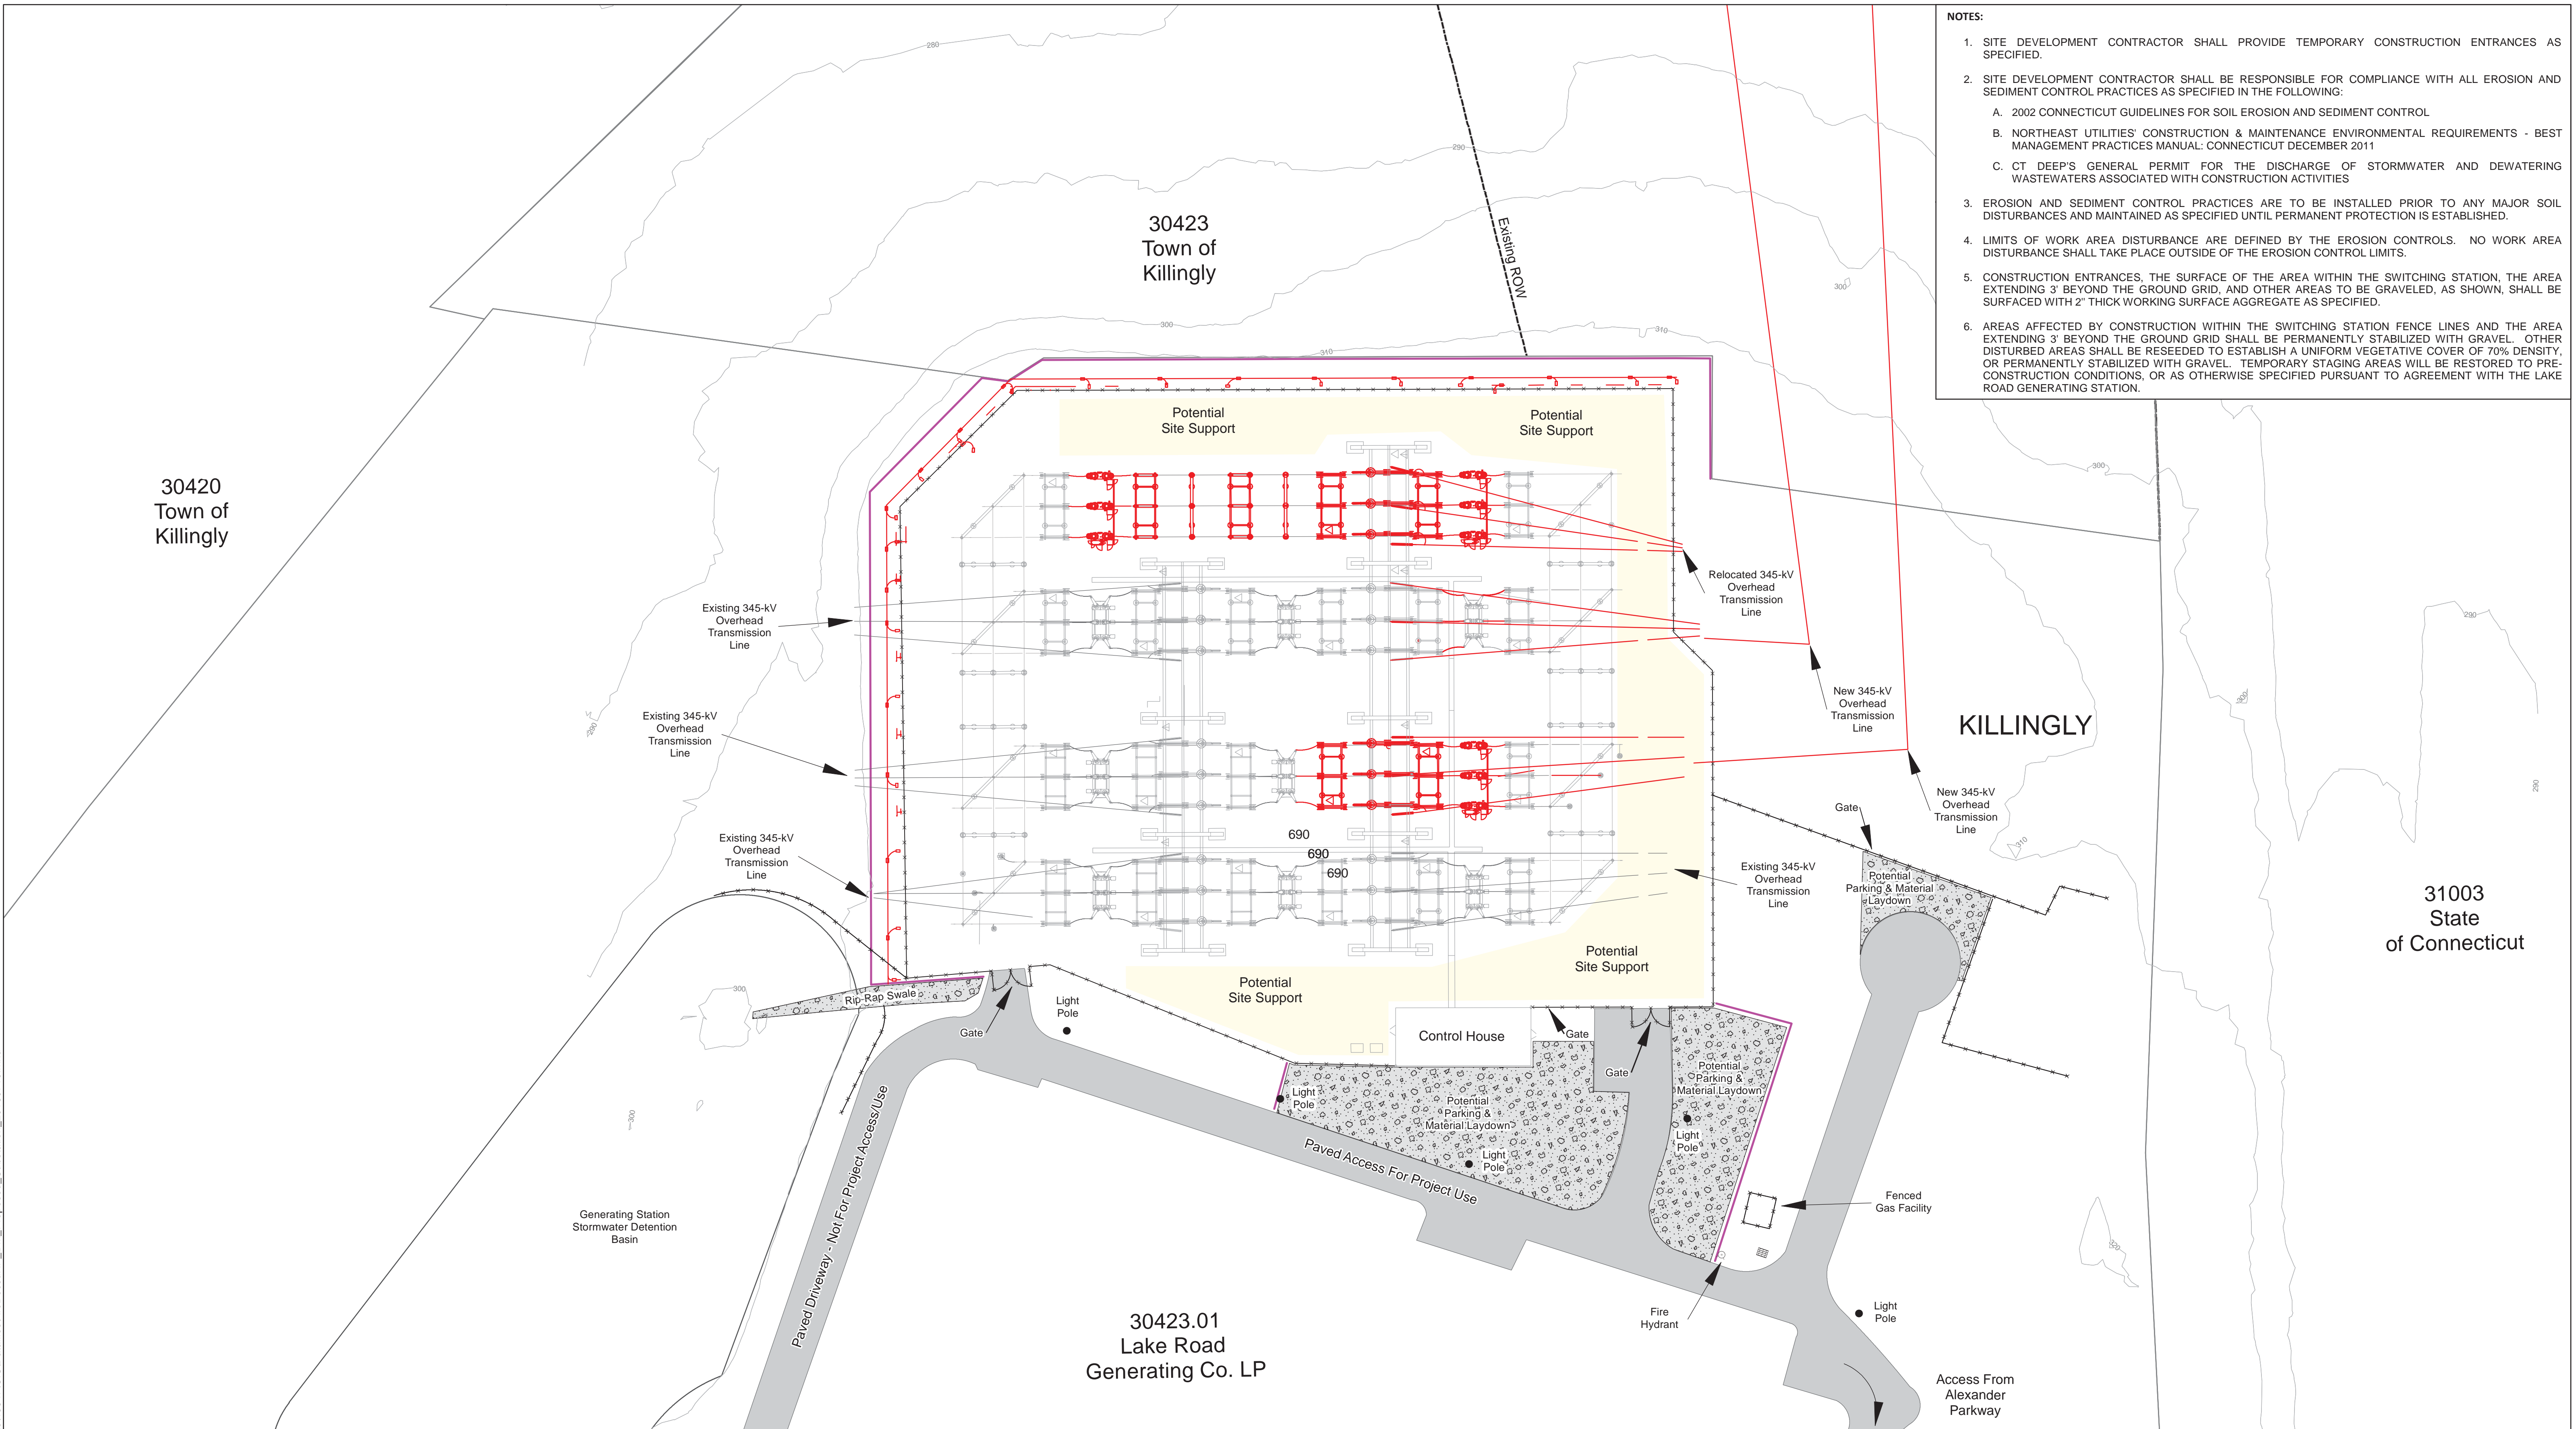 NOTES:
1. SITE DEVELOPMENT CONTRACTOR SHALL PROVIDE TEMPORARY CONSTRUCTION ENTRANCES AS
SPECIFIED.
2. SITE DEVELOPMENT CONTRACTOR SHALL BE RESPONSIBLE FOR COMPLIANCE WITH ALL EROSION AND
SEDIMENT CONTROL PRACTICES AS SPECIFIED IN THE FOLLOWING:
A. 2002 CONNECTICUT GUIDELINES FOR SOIL EROSION AND SEDIMENT CONTROL
B. NORTHEAST UTILITIES' CONSTRUCTION & MAINTENANCE ENVIRONMENTAL REQUIREMENTS - BEST
MANAGEMENT PRACTICES MANUAL: CONNECTICUT DECEMBER 2011
C. CT DEEP'S GENERAL PERMIT FOR THE DISCHARGE OF STORMWATER AND DEWATERING
WASTEWATERS ASSOCIATED WITH CONSTRUCTION ACTIVITIES
3. EROSION AND SEDIMENT CONTROL PRACTICES ARE TO BE INSTALLED PRIOR TO ANY MAJOR SOIL
DISTURBANCES AND MAINTAINED AS SPECIFIED UNTIL PERMANENT PROTECTION IS ESTABLISHED.
4. LIMITS OF WORK AREA DISTURBANCE ARE DEFINED BY THE EROSION CONTROLS. NO WORK AREA
DISTURBANCE SHALL TAKE PLACE OUTSIDE OF THE EROSION CONTROL LIMITS.
5. CONSTRUCTION ENTRANCES, THE SURFACE OF THE AREA WITHIN THE SWITCHING STATION, THE AREA
EXTENDING 3' BEYOND THE GROUND GRID, AND OTHER AREAS TO BE GRAVELED, AS SHOWN, SHALL BE
SURFACED WITH 2" THICK WORKING SURFACE AGGREGATE AS SPECIFIED.
6. AREAS AFFECTED BY CONSTRUCTION WITHIN THE SWITCHING STATION FENCE LINES AND THE AREA
EXTENDING 3' BEYOND THE GROUND GRID SHALL BE PERMANENTLY STABILIZED WITH GRAVEL. OTHER
DISTURBED AREAS SHALL BE RESEEDED TO ESTABLISH A UNIFORM VEGETATIVE COVER OF 70% DENSITY,
OR PERMANENTLY STABILIZED WITH GRAVEL. TEMPORARY STAGING AREAS WILL BE RESTORED TO PRE-
CONSTRUCTION CONDITIONS, OR AS OTHERWISE SPECIFIED PURSUANT TO AGREEMENT WITH THE LAKE
ROAD GENERATING STATION.
280
290
30423
Town of
Killingly
Existing ROW
300
300
310
310
300
30420
Town of
Killingly
Potential
Site Support
Potential
Site Support
Relocated 345-kV
Overhead
Transmission
Line
Existing 345-kV
Overhead
Transmission
Line
290
New 345-kV
Overhead
Transmission
Line
300
KILLINGLY
Existing 345-kV
Overhead
Transmission
Line
290
290
New 345-kV
Overhead
Transmission
Line
Gate
310
690
690
690
Existing 345-kV
Overhead
Transmission
Line
Existing 345-kV
Overhead
Transmission
Line
Potential
Parking & Material
Laydown
31003
State
of Connecticut
Potential
Site Support
Potential
Site Support
300
Rip-Rap Swale
Light
Pole
Gate
Control House
Gate
Gate
Potential
Parking &
Material Laydown
Light
Pole
Potential
Parking &
Material Laydown
300
Light
Pole
Light
Pole
Paved Access For Project Use
Paved Driveway - Not For Project Access/Use
Generating Station
Stormwater Detention
Basin
Fenced
Gas Facility
300
Fire
Hydrant
Light
Pole
30423.01
Lake Road
Generating Co. LP
Access From
Alexander
Parkway